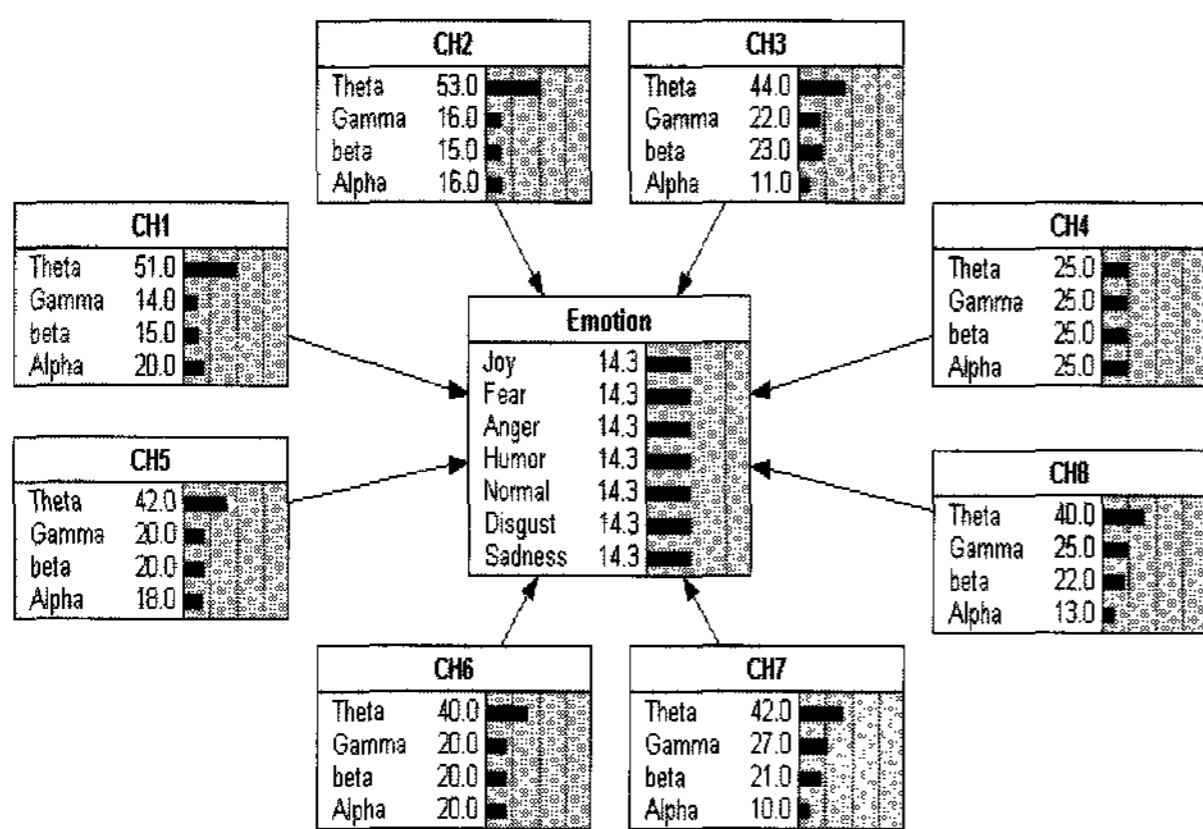 CH2
Theta 53.0
Gamma 16.0
beta 15.0
Alpha 16.0
CH3
Theta 44.0
Gamma 22.0
beta 23.0
Alpha 11.0
CH1
Theta 51.0
Gamma 14.0
beta 15.0
Alpha 20.0
CH4
Theta 25.0
Gamma 25.0
beta 25.0
Alpha 25.0
Emotion
Joy 14.3
Fear 14.3
Anger 14.3
Humor 14.3
Normal 14.3
Disgust 14.3
Sadness 14.3
CH5
Theta 42.0
Gamma 20.0
beta 20.0
Alpha 18.0
CH8
Theta 40.0
Gamma 25.0
beta 22.0
Alpha 13.0
CH6
Theta 40.0
Gamma 20.0
beta 20.0
Alpha 20.0
CH7
Theta 42.0
Gamma 27.0
beta 21.0
Alpha 10.0